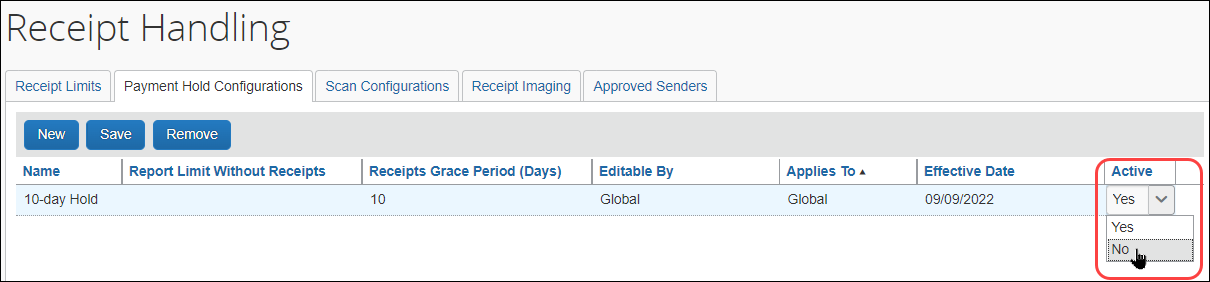 Receipt Handling
Receipt Limits Payment Hold Configurations Scan Configurations Receipt Imaging Approved Senders
New Save Remove
Name Report Limit Without Receipts Receipts Grace Period (Days) Editable By Applies To Effective Date Active
10-day Hold 10 Global Global 09/09/2022 Yes
Yes
No